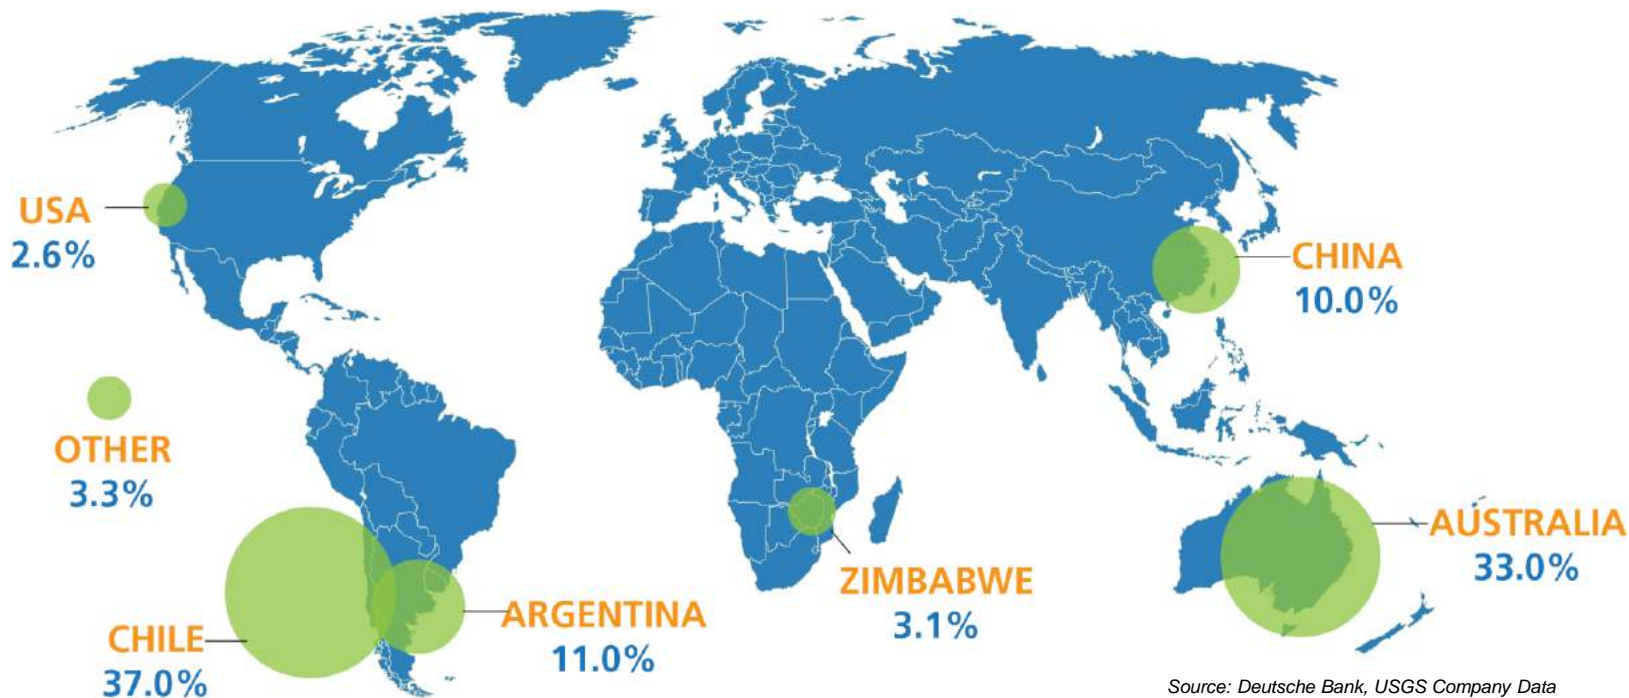 USA
2.6%
CHINA
10.0%
OTHER
3.3%
AUSTRALIA
33.0%
ZIMBABWE
3.1%
ARGENTINA
11.0%
CHILE
37.0%
Source: Deutsche Bank, USGS Company Data